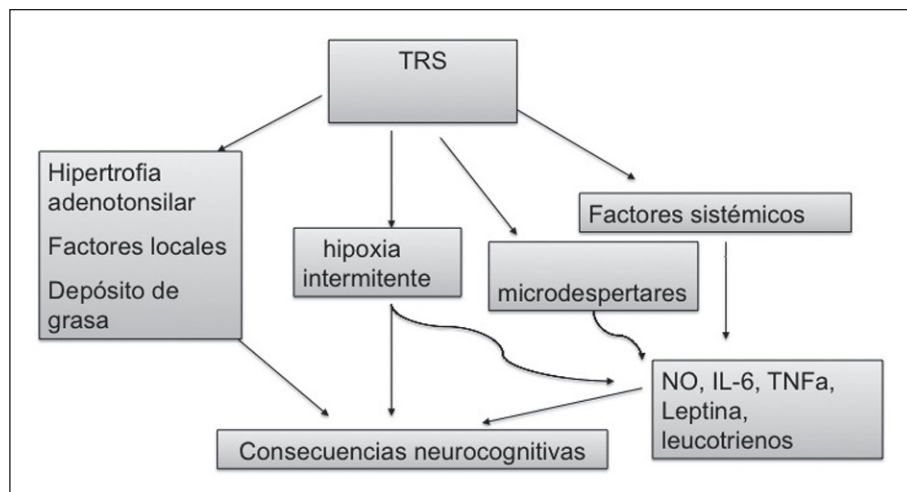 TRS
Hipertrofia
adenotonsilar
Factores locales
Depósito de
grasa
hipoxia
intermitente
microdespertares
Factores sistémicos
NO, IL-6, TNFa,
Leptina,
leucotrienos
Consecuencias neurocognitivas